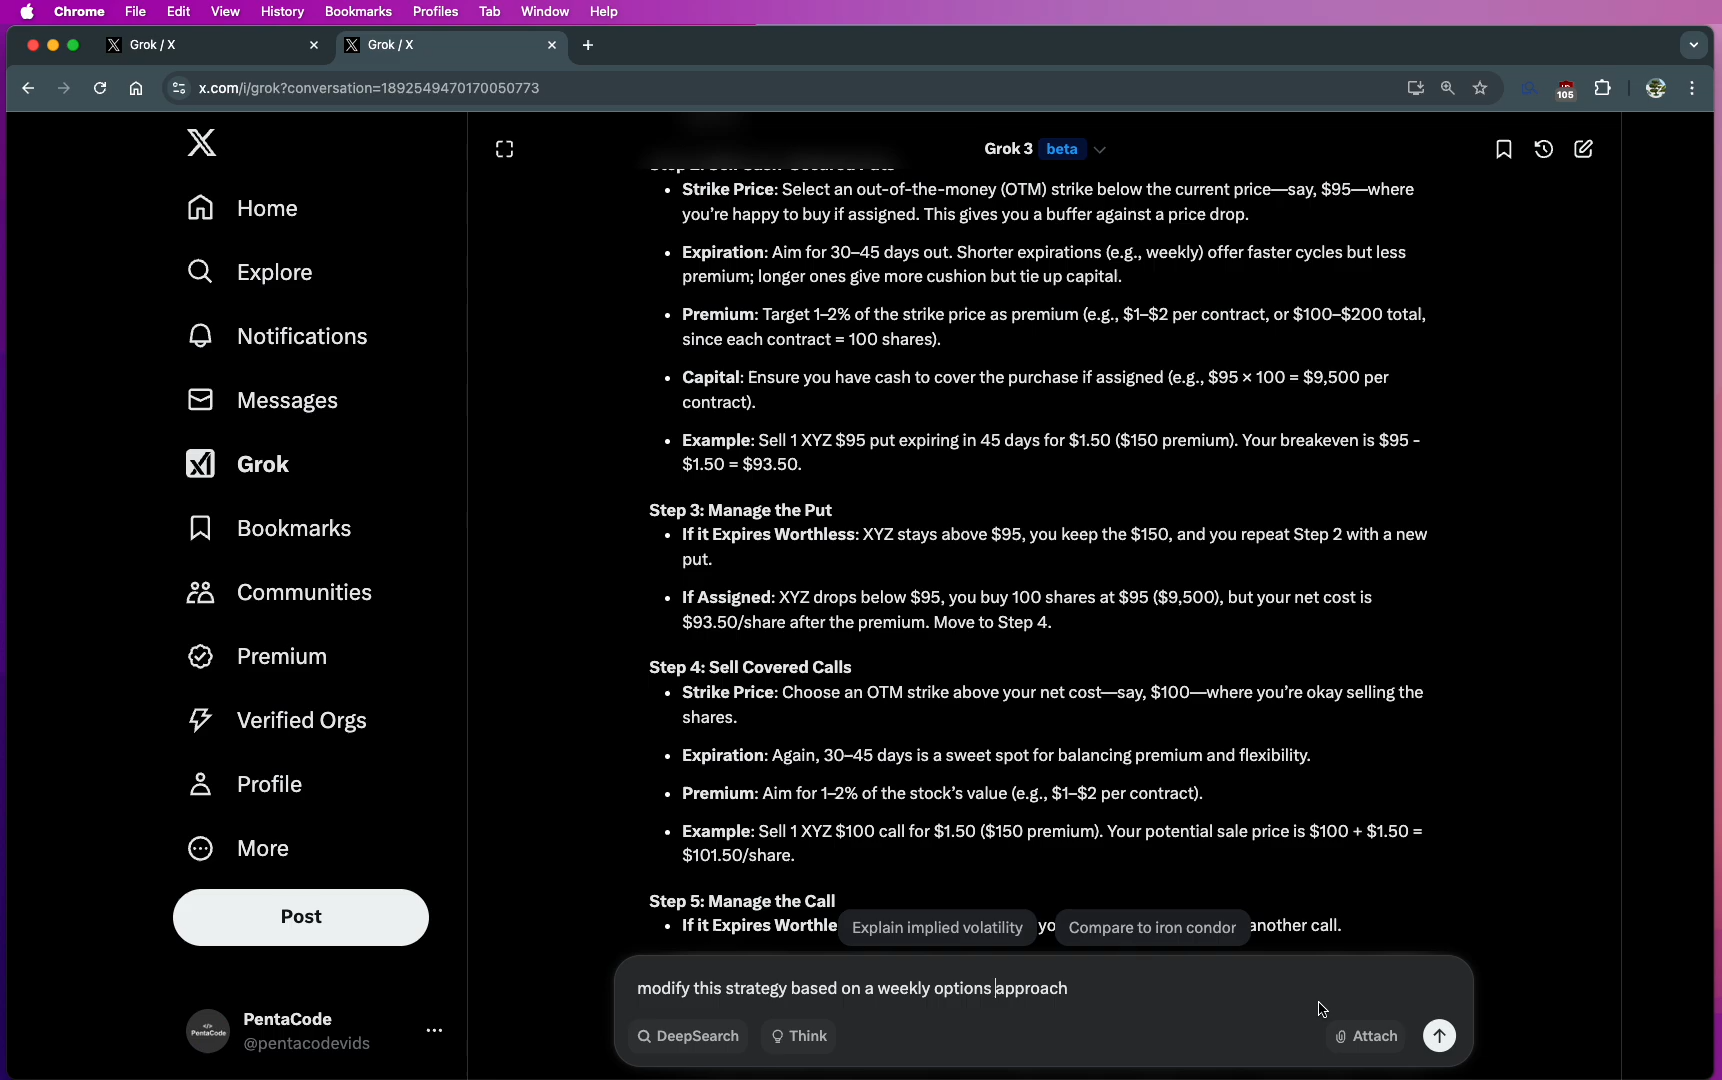 Chrome File Edit View History Bookmarks Profiles Tab Window Help
Grok / X
Grok / X
x.com/i/grok?conversation=1892549470170050773
105
Grok 3 beta
Home
Explore
Notifications
Messages
Grok
Bookmarks
Communities
Premium
Verified Orgs
Profile
More
Post
PentaCode
@pentacodevids
Strike Price: Select an out-of-the-money (OTM) strike below the current price—say, $95—where
you're happy to buy if assigned. This gives you a buffer against a price drop.
Expiration: Aim for 30–45 days out. Shorter expirations (e.g., weekly) offer faster cycles but less
premium; longer ones give more cushion but tie up capital.
Premium: Target 1–2% of the strike price as premium (e.g., $1–$2 per contract, or $100–$200 total,
since each contract = 100 shares).
Capital: Ensure you have cash to cover the purchase if assigned (e.g., $95 × 100 = $9,500 per
contract).
Example: Sell 1 XYZ $95 put expiring in 45 days for $1.50 ($150 premium). Your breakeven is $95 -
$1.50 = $93.50.
Step 3: Manage the Put
If it Expires Worthless: XYZ stays above $95, you keep the $150, and you repeat Step 2 with a new
put.
If Assigned: XYZ drops below $95, you buy 100 shares at $95 ($9,500), but your net cost is
$93.50/share after the premium. Move to Step 4.
Step 4: Sell Covered Calls
Strike Price: Choose an OTM strike above your net cost—say, $100—where you're okay selling the
shares.
Expiration: Again, 30–45 days is a sweet spot for balancing premium and flexibility.
Premium: Aim for 1–2% of the stock's value (e.g., $1–$2 per contract).
Example: Sell 1 XYZ $100 call for $1.50 ($150 premium). Your potential sale price is $100 + $1.50 =
$101.50/share.
Step 5: Manage the Call
If it Expires Worthle Explain implied volatility yo Compare to iron condor another call.
modify this strategy based on a weekly options approach
DeepSearch Think Attach